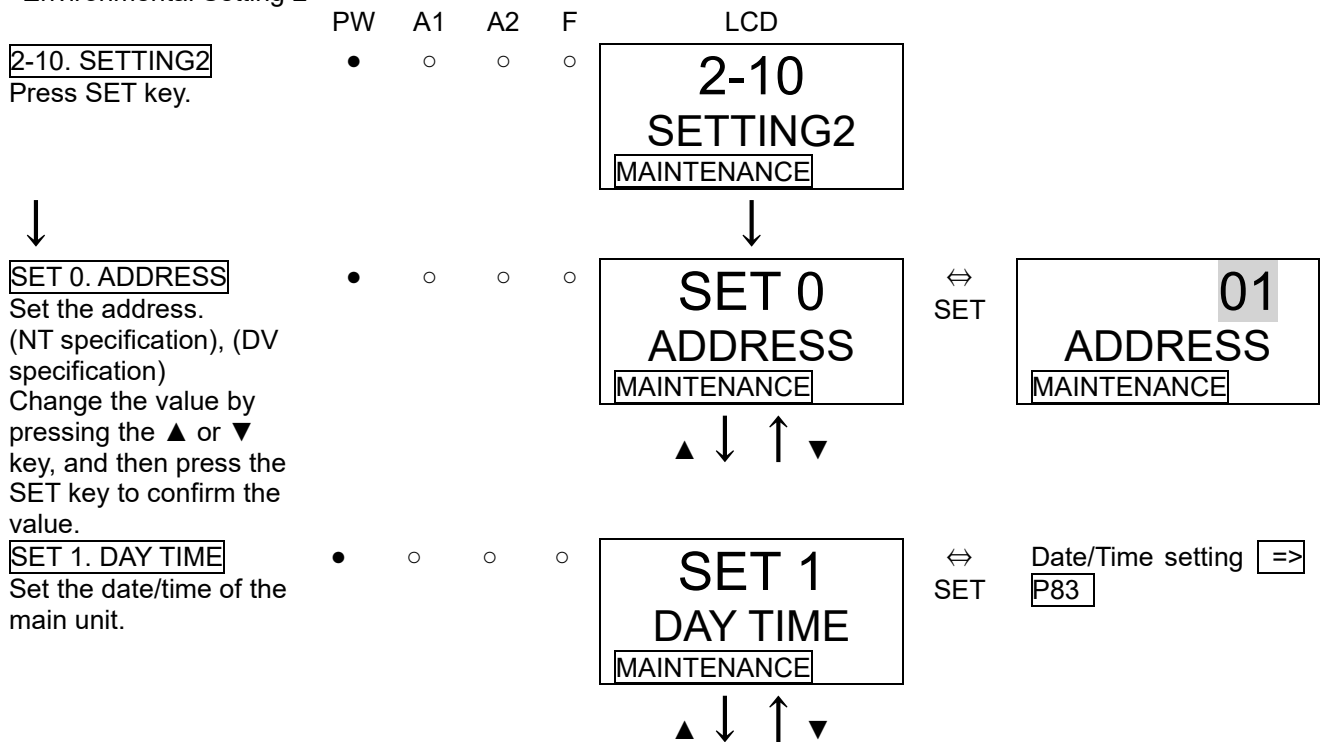 PW A1 A2 F LCD
2-10. SETTING2 ● ○ ○ ○ 2-10
Press SET key.
SETTING2
MAINTENANCE
↓ ↓
SET 0. ADDRESS ● ○ ○ ○ SET 0 ⇔ 01
Set the address. SET
(NT specification), (DV ADDRESS ADDRESS
specification)
MAINTENANCE MAINTENANCE
Change the value by
pressing the ▲ or ▼ ▲ ↓ ↑ ▼
key, and then press the
SET key to confirm the
value.
SET 1. DAY TIME ● ○ ○ ○ SET 1 ⇔ Date/Time setting =>
Set the date/time of the SET P83
main unit. DAY TIME
MAINTENANCE
▲ ↓ ↑ ▼